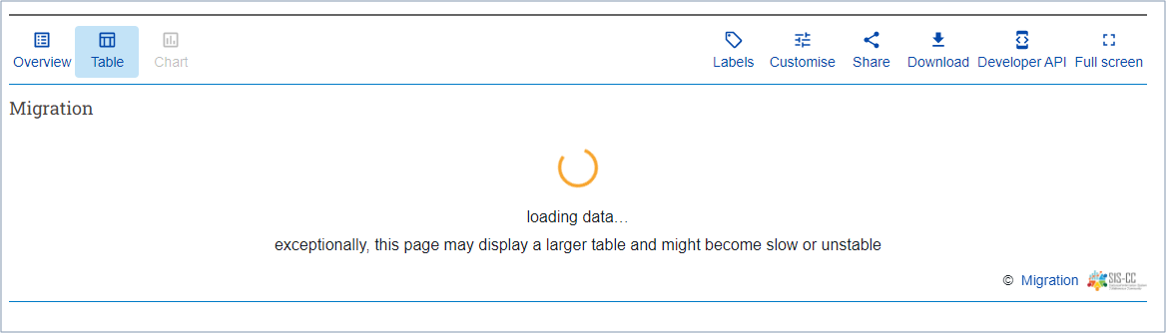 Overview Table Chart Labels Customise Share Download Developer API Full screen
Migration
loading data…
exceptionally, this page may display a larger table and might become slow or unstable
© Migration SIS-CC